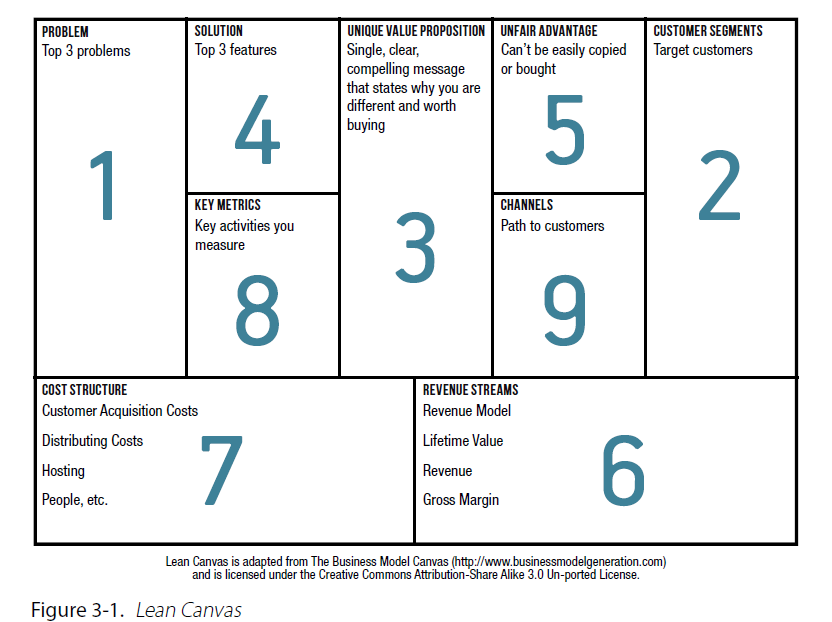 PROBLEM
Top 3 problems
1
SOLUTION
Top 3 features
4
KEY METRICS
Key activities you
measure
8
UNIQUE VALUE PROPOSITION
Single, clear,
compelling message
that states why you are
different and worth
buying
3
UNFAIR ADVANTAGE
Can't be easily copied
or bought
5
CHANNELS
Path to customers
9
CUSTOMER SEGMENTS
Target customers
2
COST STRUCTURE
Customer Acquisition Costs
Distributing Costs
Hosting
People, etc.
7
REVENUE STREAMS
Revenue Model
Lifetime Value
Revenue
Gross Margin
6
Lean Canvas is adapted from The Business Model Canvas (http://www.businessmodelgeneration.com)
and is licensed under the Creative Commons Attribution-Share Alike 3.0 Un-ported License.
Figure 3-1. Lean Canvas